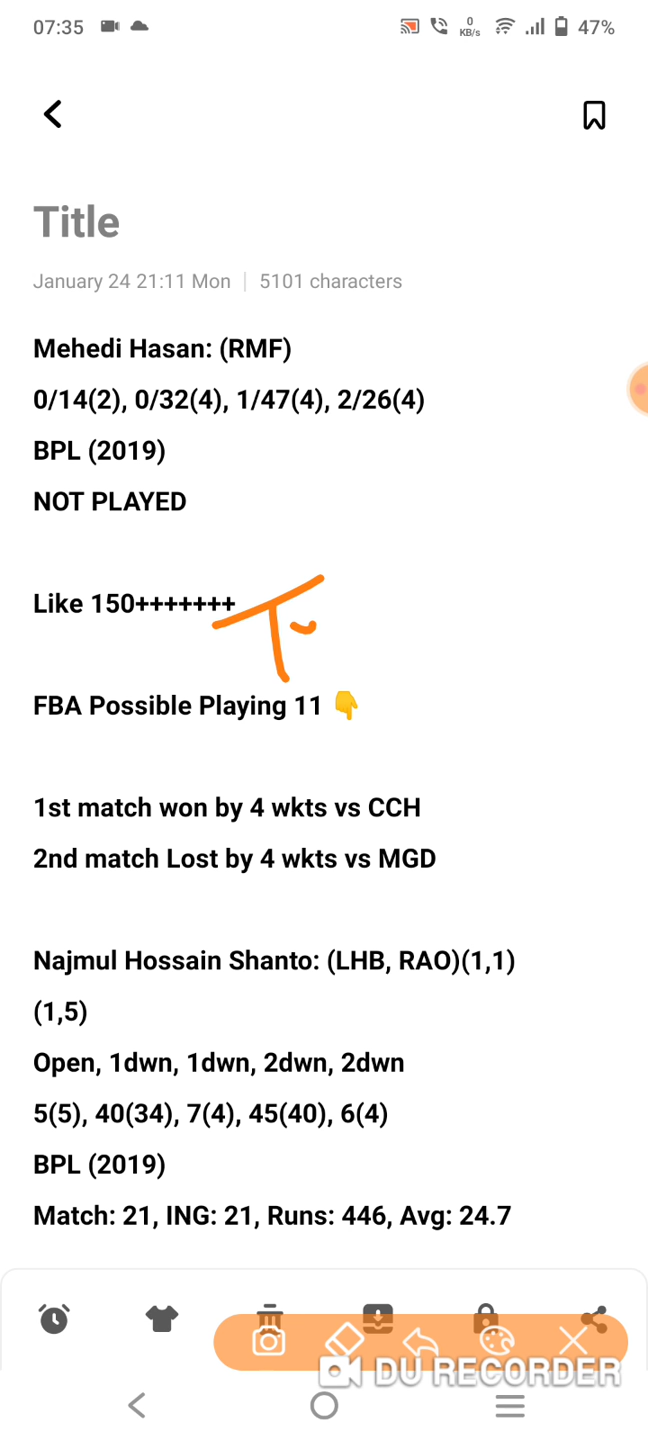 07:35 0 KB/s 47%
Title
January 24 21:11 Mon | 5101 characters
Mehedi Hasan: (RMF)
0/14(2), 0/32(4), 1/47(4), 2/26(4)
BPL (2019)
NOT PLAYED
Like 150+++++++
FBA Possible Playing 11 👇
1st match won by 4 wkts vs CCH
2nd match Lost by 4 wkts vs MGD
Najmul Hossain Shanto: (LHB, RAO)(1,1)
(1,5)
Open, 1dwn, 1dwn, 2dwn, 2dwn
5(5), 40(34), 7(4), 45(40), 6(4)
BPL (2019)
Match: 21, ING: 21, Runs: 446, Avg: 24.7
DU RECORDER